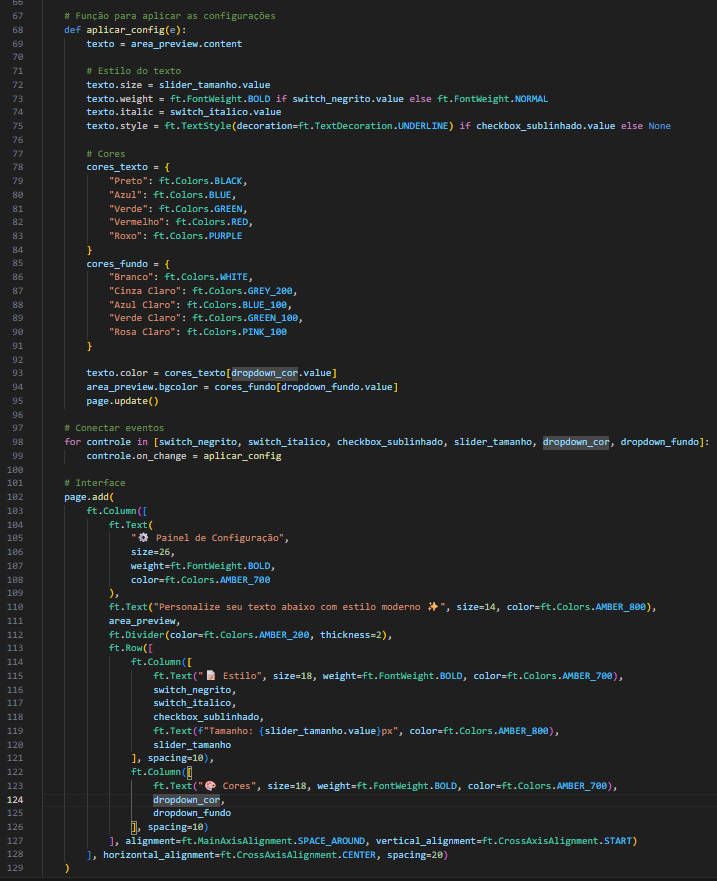 66
67 # Função para aplicar as configurações
68 def aplicar_config(e):
69     texto = area_preview.content
70
71     # Estilo do texto
72     texto.size = slider_tamanho.value
73     texto.weight = ft.FontWeight.BOLD if switch_negrito.value else ft.FontWeight.NORMAL
74     texto.italic = switch_italico.value
75     texto.style = ft.TextStyle(decoration=ft.TextDecoration.UNDERLINE) if checkbox_sublinhado.value else None
76
77     # Cores
78     cores_texto = {
79         "Preto": ft.Colors.BLACK,
80         "Azul": ft.Colors.BLUE,
81         "Verde": ft.Colors.GREEN,
82         "Vermelho": ft.Colors.RED,
83         "Roxo": ft.Colors.PURPLE
84     }
85     cores_fundo = {
86         "Branco": ft.Colors.WHITE,
87         "Cinza Claro": ft.Colors.GREY_200,
88         "Azul Claro": ft.Colors.BLUE_100,
89         "Verde Claro": ft.Colors.GREEN_100,
90         "Rosa Claro": ft.Colors.PINK_100
91     }
92
93     texto.color = cores_texto[dropdown_cor.value]
94     area_preview.bgcolor = cores_fundo[dropdown_fundo.value]
95     page.update()
96
97 # Conectar eventos
98 for controle in [switch_negrito, switch_italico, checkbox_sublinhado, slider_tamanho, dropdown_cor, dropdown_fundo]:
99     controle.on_change = aplicar_config
100
101 # Interface
102 page.add(
103     ft.Column([
104         ft.Text(
105             "⚙️ Painel de Configuração",
106             size=26,
107             weight=ft.FontWeight.BOLD,
108             color=ft.Colors.AMBER_700
109         ),
110         ft.Text("Personalize seu texto abaixo com estilo moderno ✨", size=14, color=ft.Colors.AMBER_800),
111         area_preview,
112         ft.Divider(color=ft.Colors.AMBER_200, thickness=2),
113         ft.Row([
114             ft.Column([
115                 ft.Text("📝 Estilo", size=18, weight=ft.FontWeight.BOLD, color=ft.Colors.AMBER_700),
116                 switch_negrito,
117                 switch_italico,
118                 checkbox_sublinhado,
119                 ft.Text(f"Tamanho: {slider_tamanho.value}px", color=ft.Colors.AMBER_800),
120                 slider_tamanho
121             ], spacing=10),
122             ft.Column([
123                 ft.Text("🎨 Cores", size=18, weight=ft.FontWeight.BOLD, color=ft.Colors.AMBER_700),
124                 dropdown_cor,
125                 dropdown_fundo
126             ], spacing=10)
127         ], alignment=ft.MainAxisAlignment.SPACE_AROUND, vertical_alignment=ft.CrossAxisAlignment.START)
128     ], horizontal_alignment=ft.CrossAxisAlignment.CENTER, spacing=20)
129 )